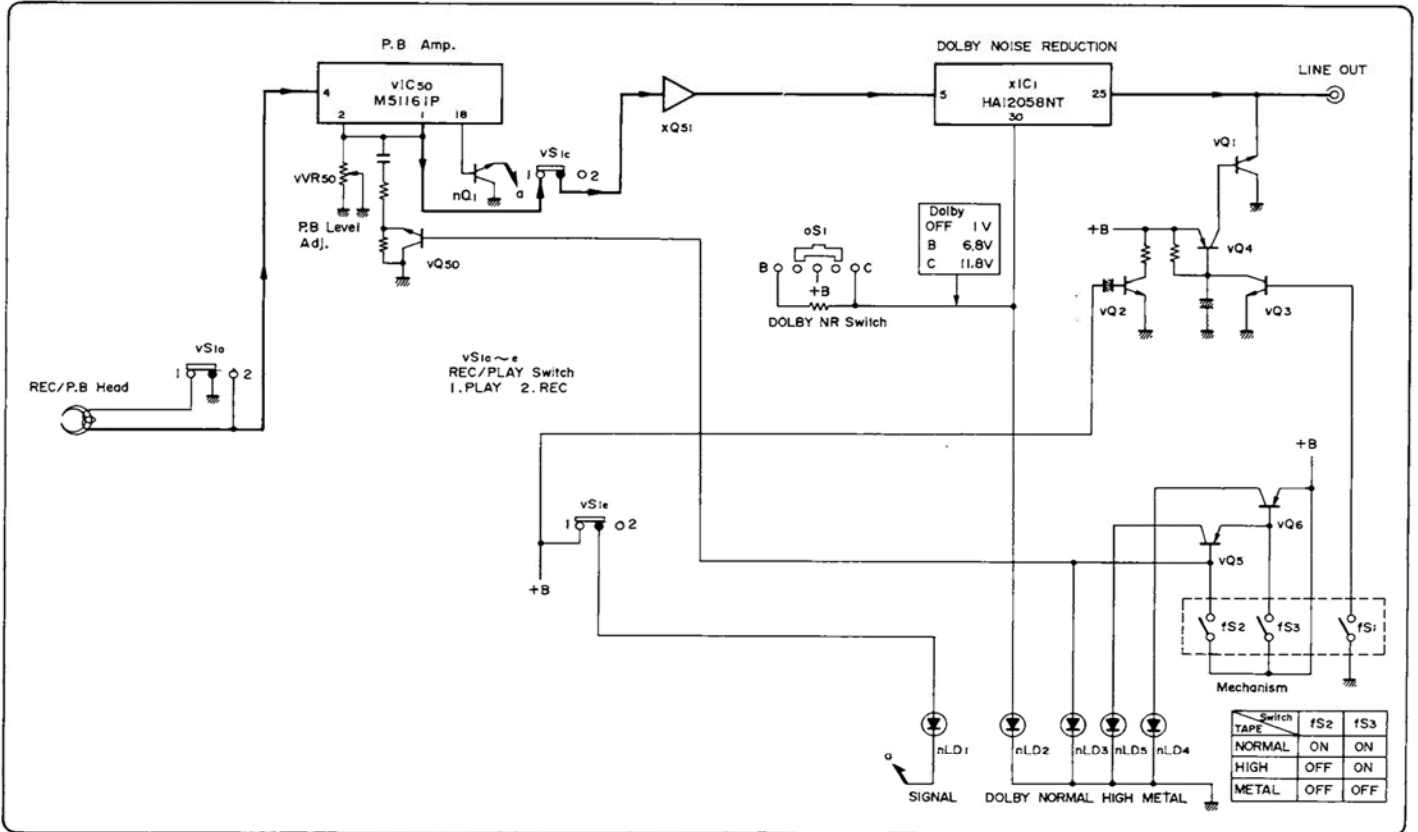 P.B Amp.
DOLBY NOISE REDUCTION
LINE OUT
4
vIC50
M51161P
2
1
18
5
xIC1
HA12058NT
25
30
xQ51
vQ1
vS1c
1
2
vVR50
nQ1
a
P.B Level
Adj.
vQ50
oS1
B
C
+B
DOLBY NR Switch
Dolby
OFF 1V
B 6.8V
C 11.8V
+B
vQ4
vQ2
vQ3
vS1a
1
2
REC/P.B Head
vS1a~e
REC/PLAY Switch
1.PLAY 2.REC
+B
vS1e
1
2
+B
vQ6
vQ5
fS2
fS3
fS1
Mechanism
nLD1
nLD2
nLD3
nLD5
nLD4
a
SIGNAL
DOLBY NORMAL HIGH METAL
TAPE Switch fS2 fS3
NORMAL ON ON
HIGH OFF ON
METAL OFF OFF